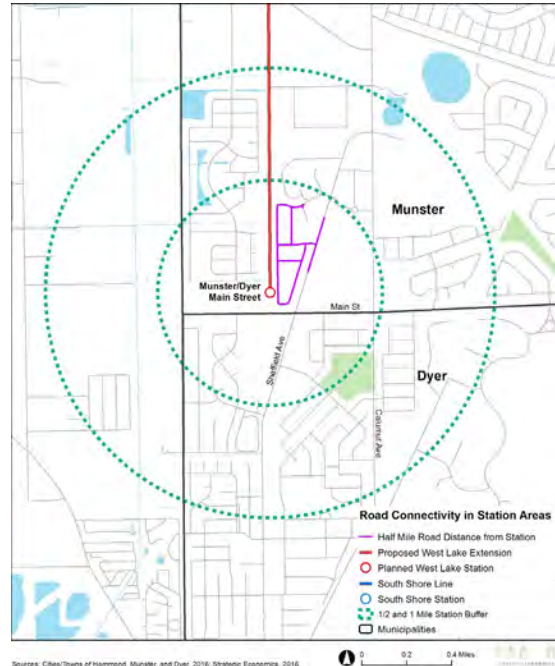 Munster
Munster/Dyer
Main Street
Main St
Sheffield Ave
Dyer
Calumet Ave
Road Connectivity in Station Areas
Half Mile Road Distance from Station
Proposed West Lake Extension
Planned West Lake Station
South Shore Line
South Shore Station
1/2 and 1 Mile Station Buffer
Municipalities
Sources: Cities/Towns of Hammond, Munster, and Dyer, 2016; Strategic Economics, 2016.
0 0.2 0.4 Miles